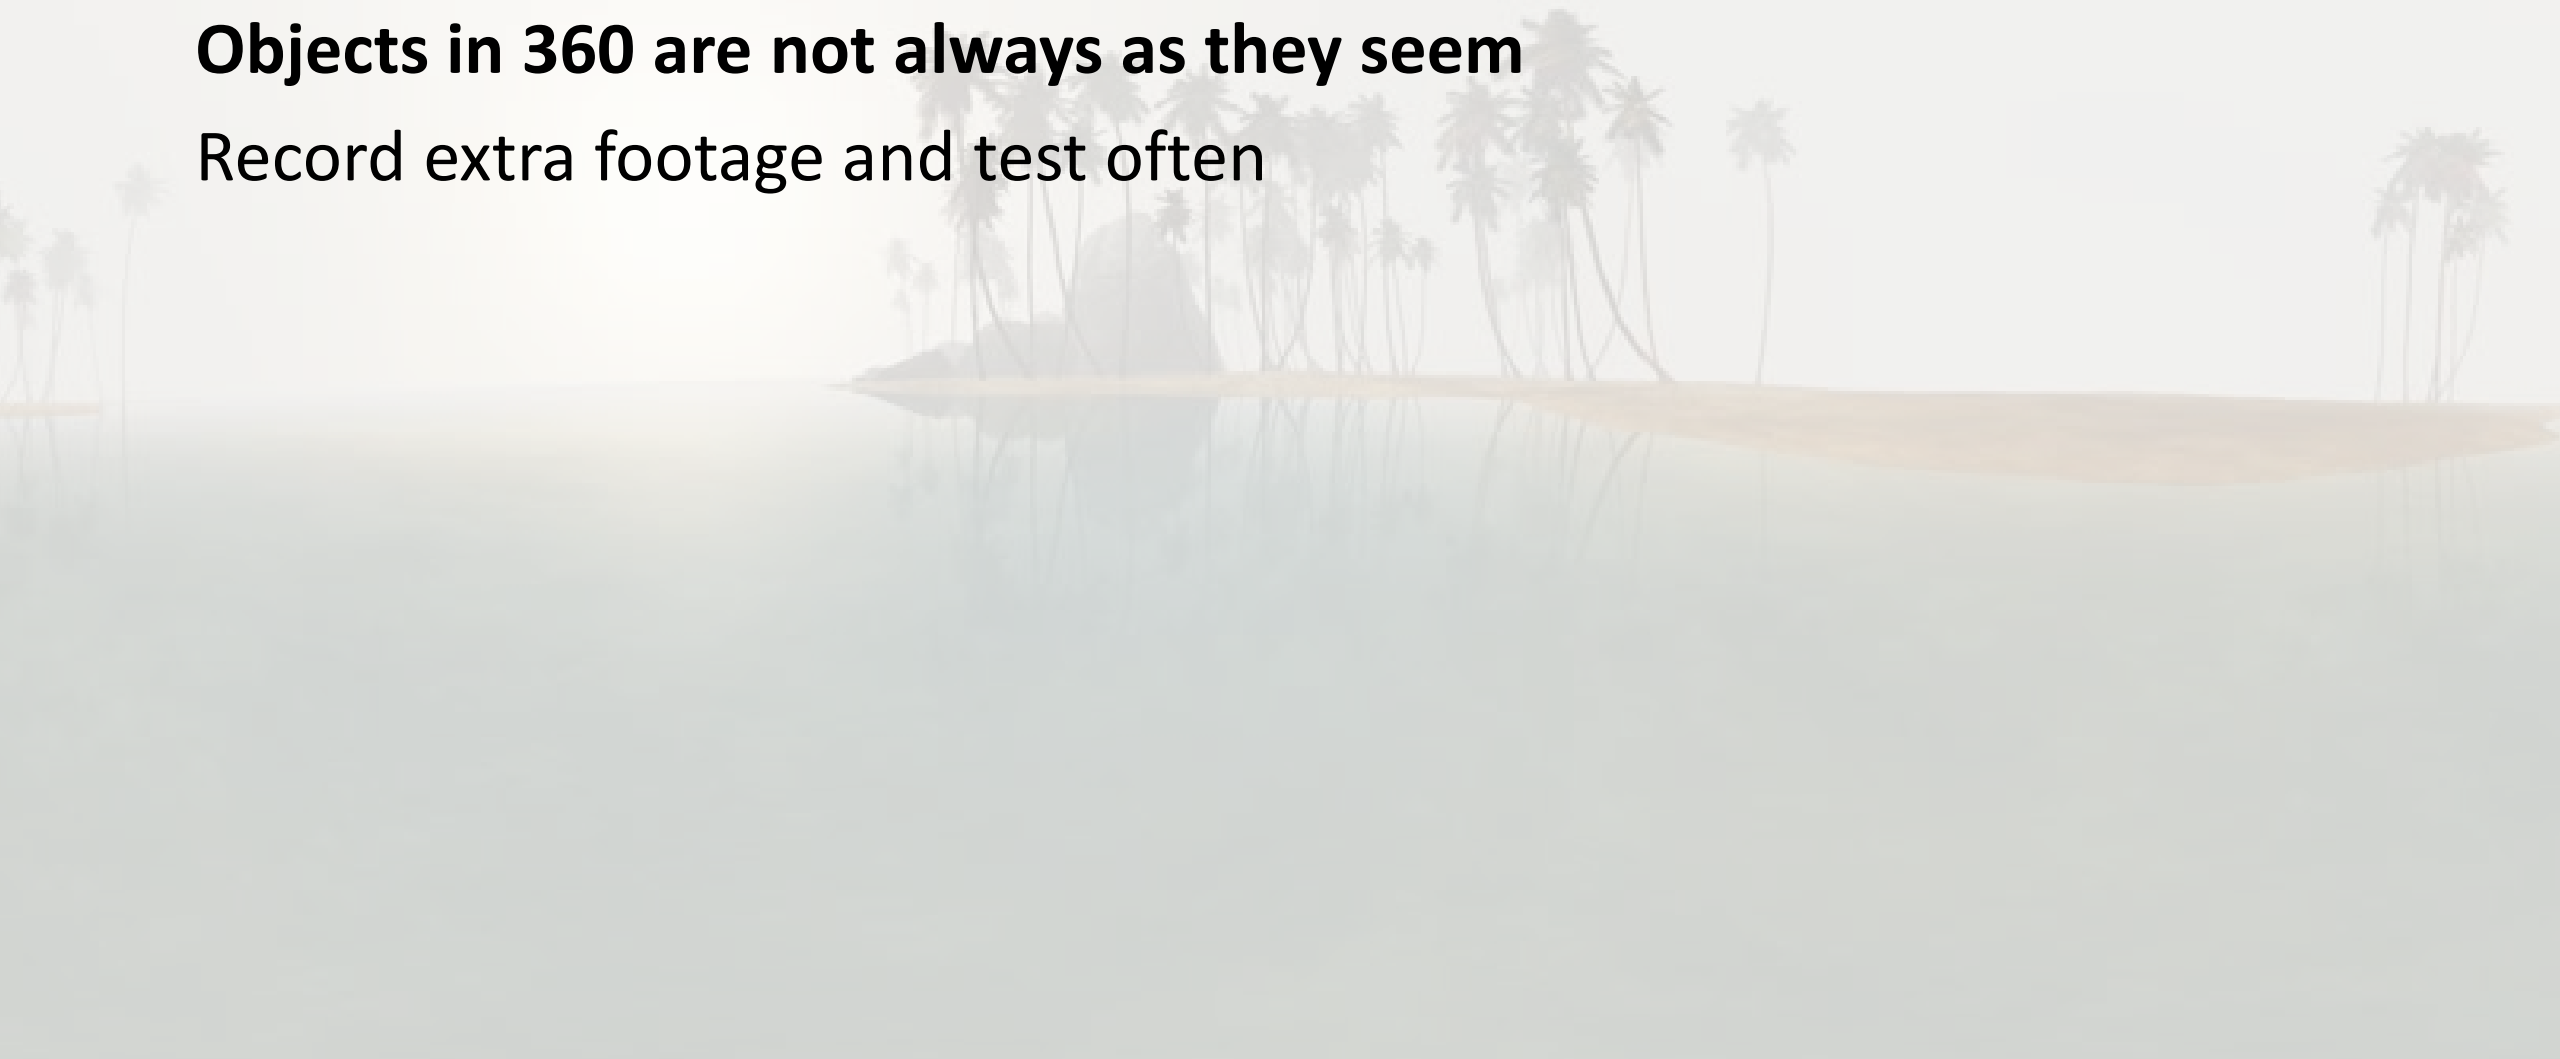 Objects in 360 are not always as they seem
Record extra footage and test often